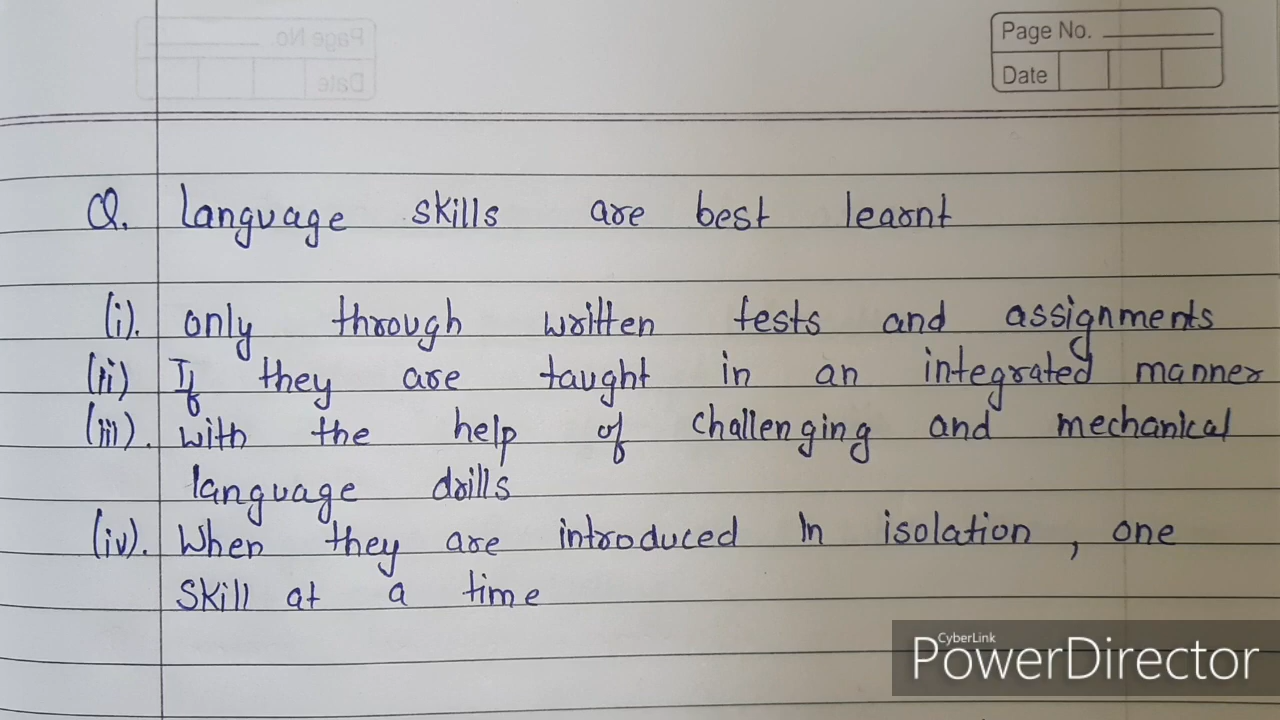 Page No.
Date
Q. Language skills are best learnt
(i). only through written tests and assignments
(ii) If they are taught in an integrated manner
(iii). with the help of challenging and mechanical
language drills
(iv). When they are introduced In isolation, one
skill at a time
CyberLink
PowerDirector